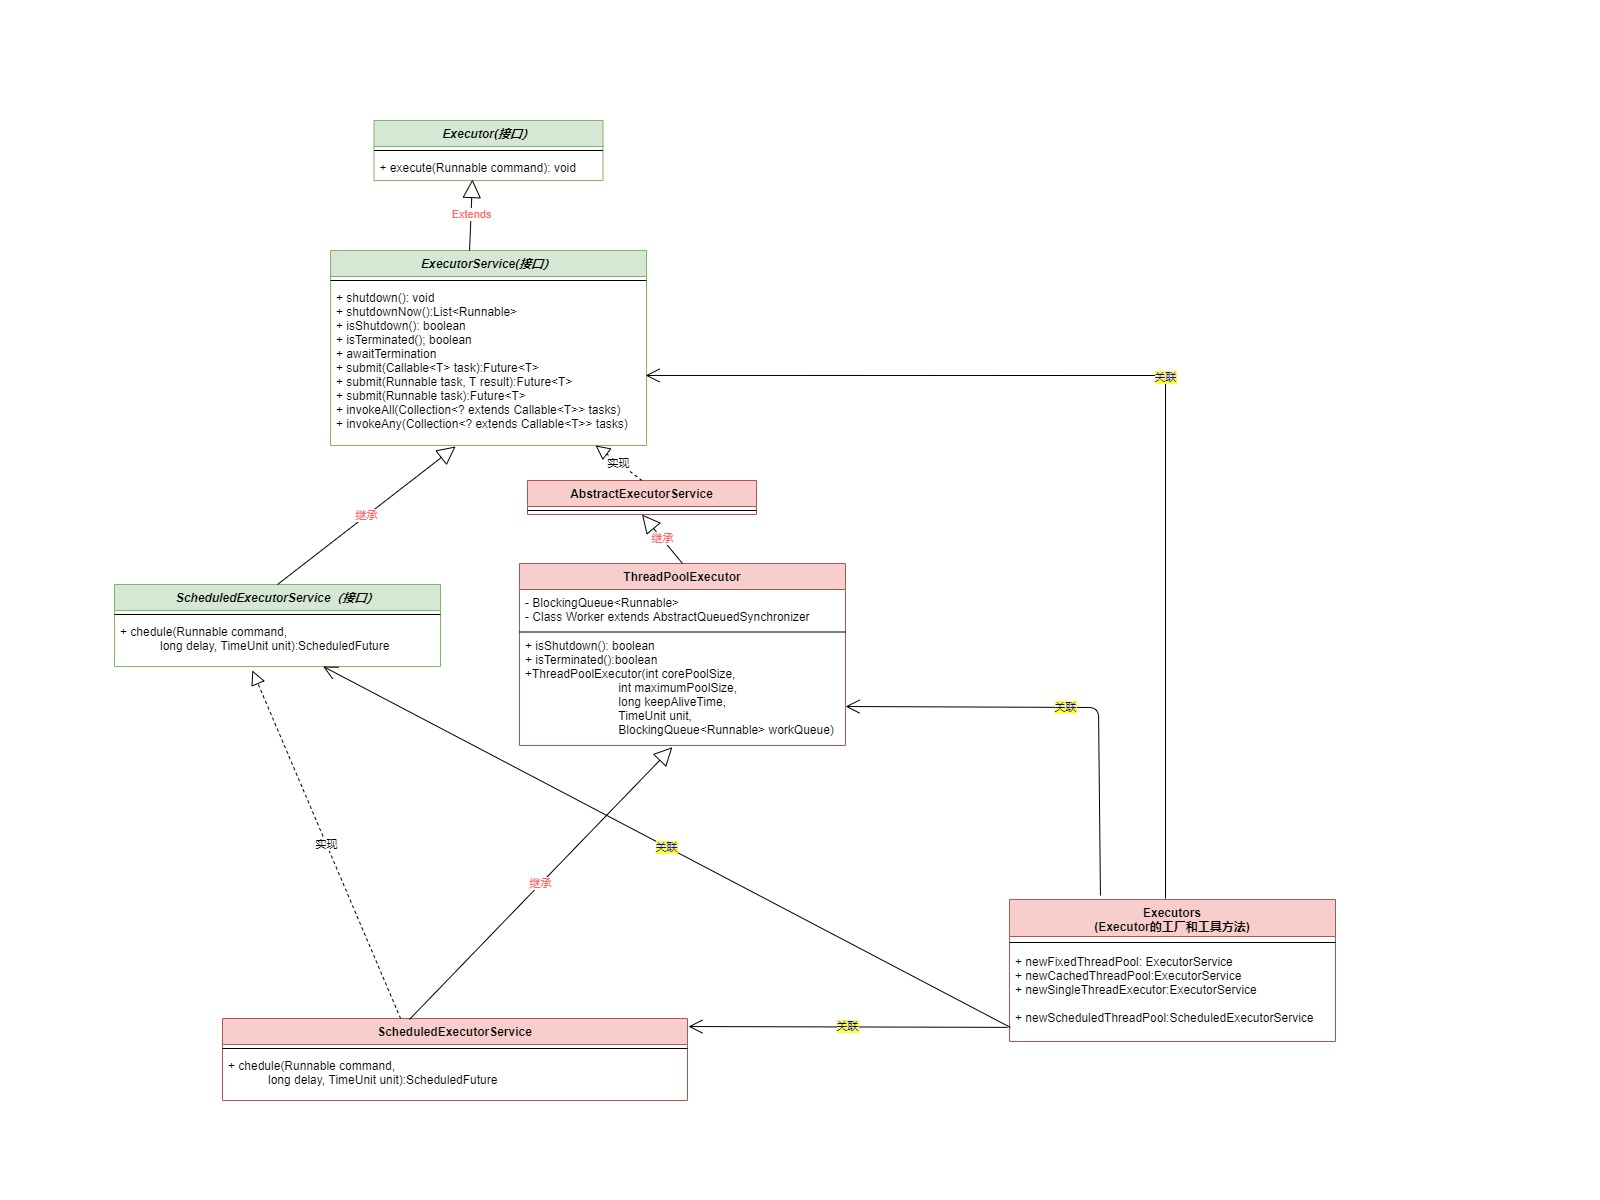 Executor(接口)
+ execute(Runnable command): void
Extends
ExecutorService(接口)
+ shutdown(): void
+ shutdownNow():List<Runnable>
+ isShutdown(): boolean
+ isTerminated(); boolean
+ awaitTermination
+ submit(Callable<T> task):Future<T>
+ submit(Runnable task, T result):Future<T>
+ submit(Runnable task):Future<T>
+ invokeAll(Collection<? extends Callable<T>> tasks)
+ invokeAny(Collection<? extends Callable<T>> tasks)
关联
实现
AbstractExecutorService
继承
继承
ThreadPoolExecutor
- BlockingQueue<Runnable>
- Class Worker extends AbstractQueuedSynchronizer
+ isShutdown(): boolean
+ isTerminated():boolean
+ThreadPoolExecutor(int corePoolSize,
int maximumPoolSize,
long keepAliveTime,
TimeUnit unit,
BlockingQueue<Runnable> workQueue)
ScheduledExecutorService（接口）
+ chedule(Runnable command,
long delay, TimeUnit unit):ScheduledFuture
关联
实现
关联
继承
Executors
(Executor的工厂和工具方法)
+ newFixedThreadPool: ExecutorService
+ newCachedThreadPool:ExecutorService
+ newSingleThreadExecutor:ExecutorService
+ newScheduledThreadPool:ScheduledExecutorService
关联
ScheduledExecutorService
+ chedule(Runnable command,
long delay, TimeUnit unit):ScheduledFuture